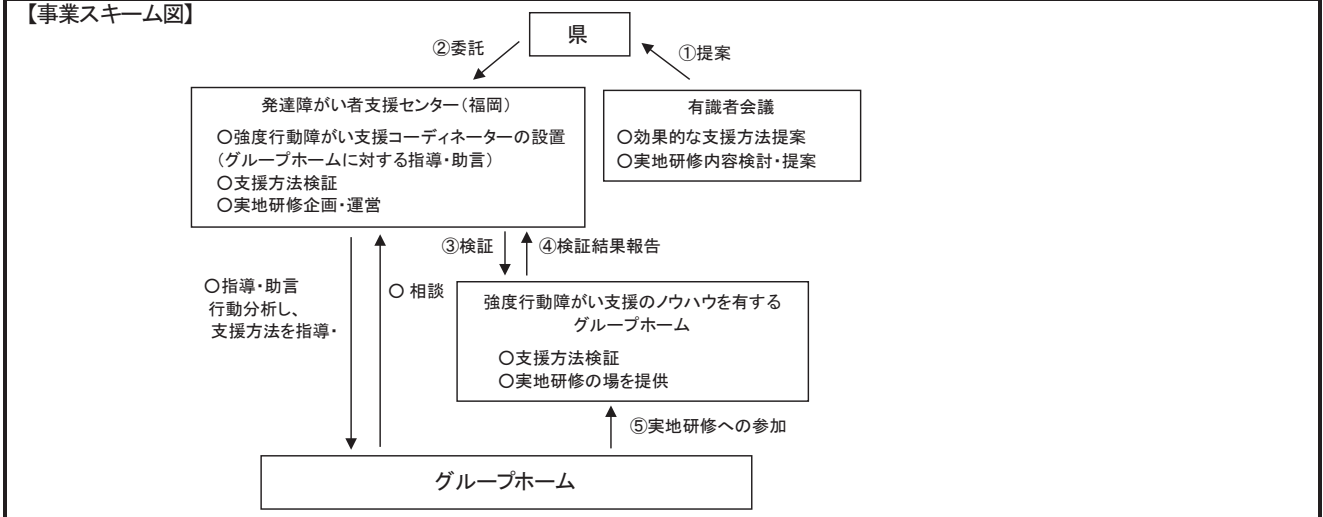 【事業スキーム図】
県
②委託
①提案
発達障がい者支援センター(福岡)
○強度行動障がい支援コーディネーターの設置
(グループホームに対する指導・助言)
○支援方法検証
○実地研修企画・運営
有識者会議
○効果的な支援方法提案
○実地研修内容検討・提案
③検証
④検証結果報告
○指導・助言
行動分析し、
支援方法を指導・
○ 相談
強度行動障がい支援のノウハウを有する
グループホーム
○支援方法検証
○実地研修の場を提供
⑤実地研修への参加
グループホーム